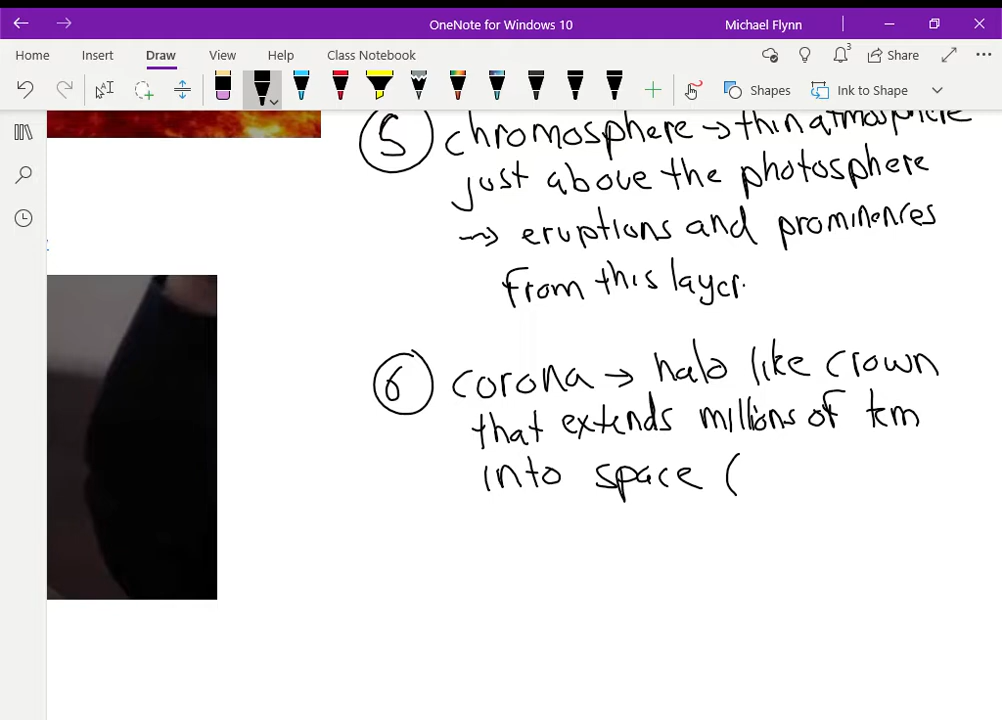 OneNote for Windows 10
Michael Flynn
Home Insert Draw View Help Class Notebook
3
Share
Shapes
Ink to Shape
5 chromosphere → thin atmosphere
just above the photosphere
→ eruptions and prominences
from this layer.
6 corona → halo like crown
that extends millions of km
into space (